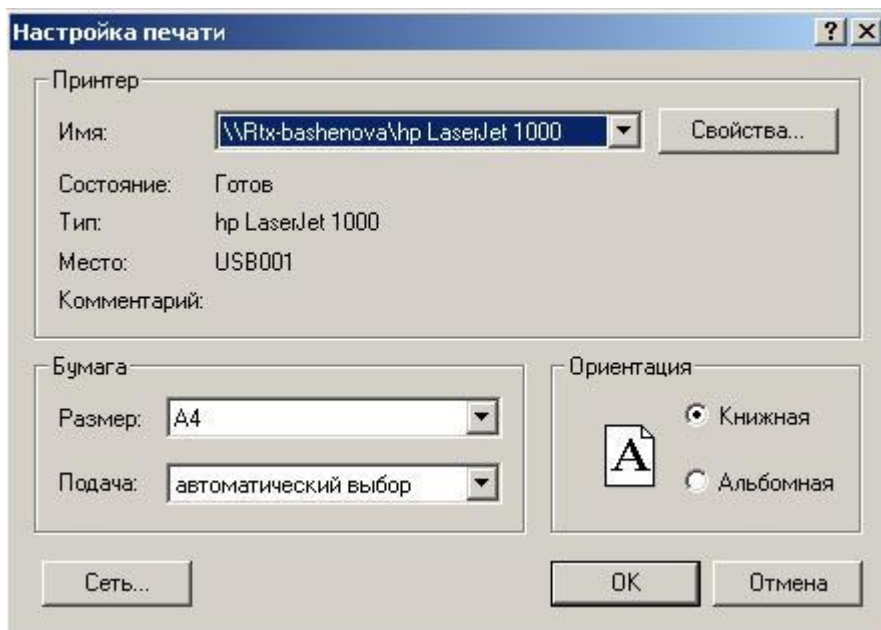 Настройка печати
Принтер
Имя: \\Rtx-bashenova\hp LaserJet 1000 Свойства...
Состояние: Готов
Тип: hp LaserJet 1000
Место: USB001
Комментарий:
Бумага
Размер: A4
Подача: автоматический выбор
Ориентация
A
Книжная
Альбомная
Сеть... OK Отмена